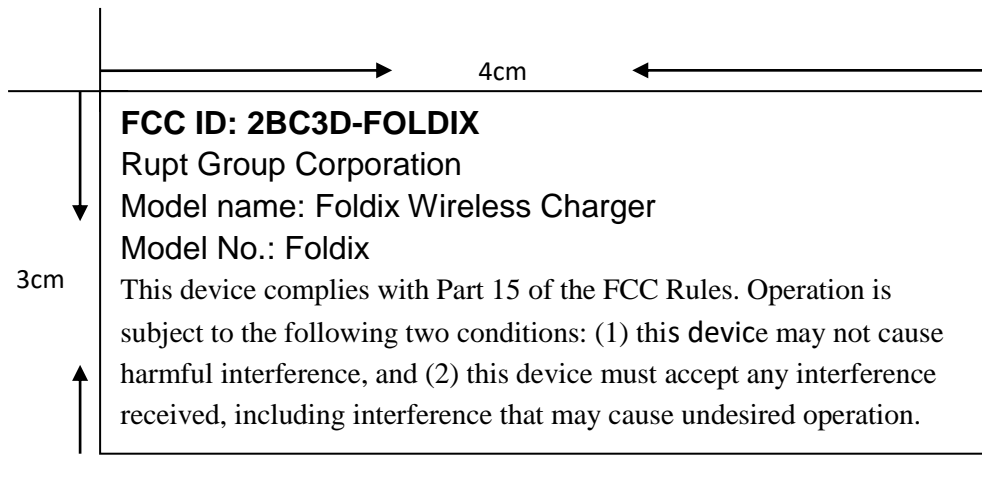 4cm
FCC ID: 2BC3D-FOLDIX
Rupt Group Corporation
Model name: Foldix Wireless Charger
Model No.: Foldix
3cm
This device complies with Part 15 of the FCC Rules. Operation is
subject to the following two conditions: (1) this device may not cause
harmful interference, and (2) this device must accept any interference
received, including interference that may cause undesired operation.